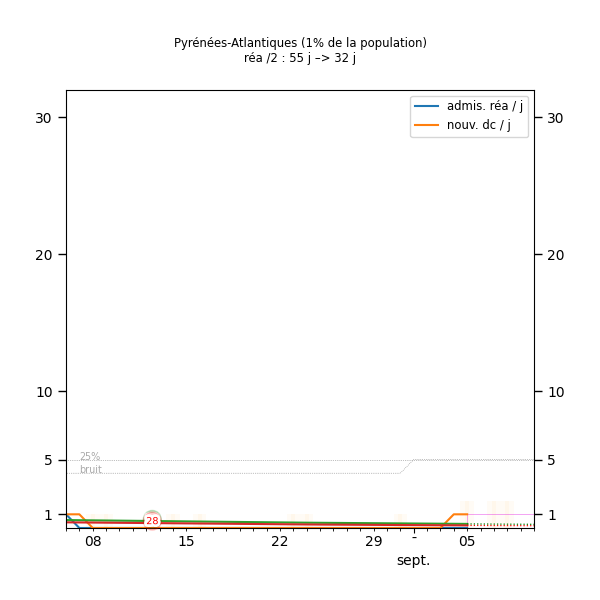 Pyrénées-Atlantiques (1% de la population)
réa /2 : 55 j –> 32 j
admis. réa / j
nouv. dc / j
30 30
20 20
10 10
5 5
25%
bruit
1 1
28
08 15 22 29 - 05
sept.